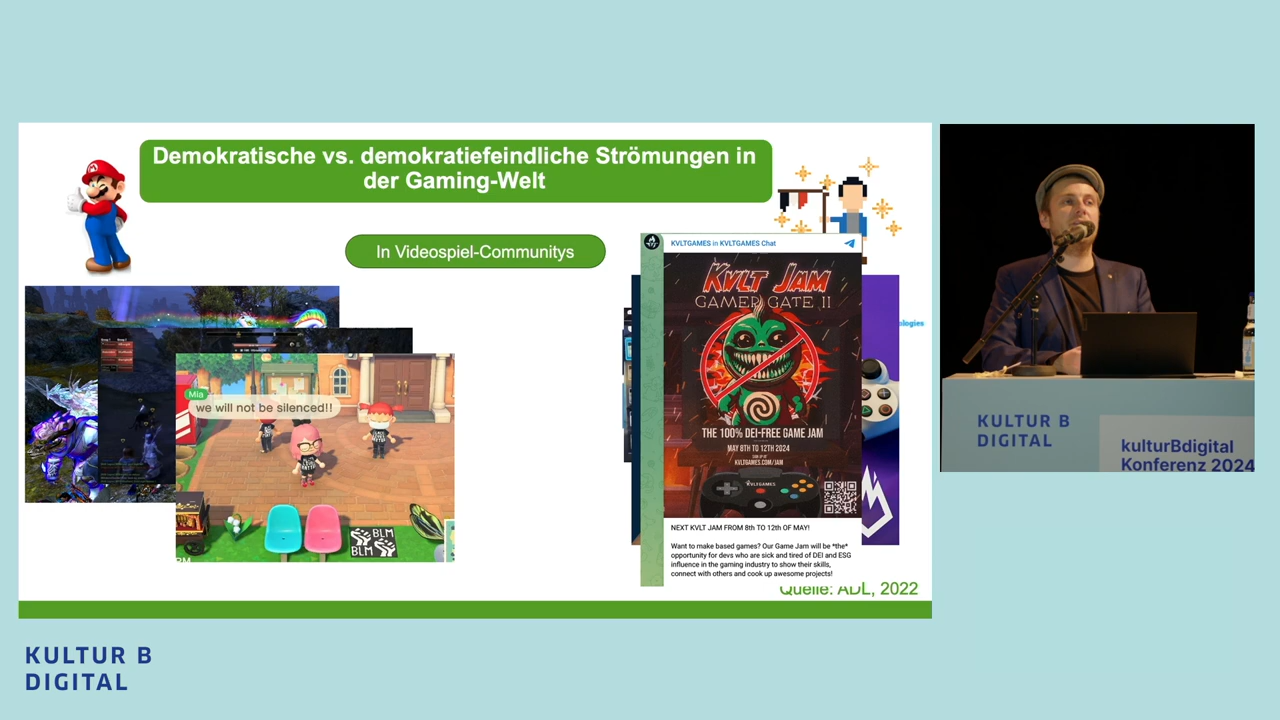 Demokratische vs. demokratiefeindliche Strömungen in
der Gaming-Welt
In Videospiel-Communitys
Mia
we will not be silenced!!
BLM
BLM
KVLTGAMES in KVLTGAMES Chat
KVLT JAM
GAMER GATE II
THE 100% DEI-FREE GAME JAM
MAY 8TH TO 12TH 2024
SIGN UP AT
KVLTGAMES.COM/JAM
KVLTGAMES
NEXT KVLT JAM FROM 8th TO 12th OF MAY!
Want to make based games? Our Game Jam will be *the*
opportunity for devs who are sick and tired of DEI and ESG
influence in the gaming industry to show their skills,
connect with others and cook up awesome projects!
ologies
Quelle: ADL, 2022
KULTUR B
DIGITAL
kulturBdigital
Konferenz 2024
KULTUR B
DIGITAL